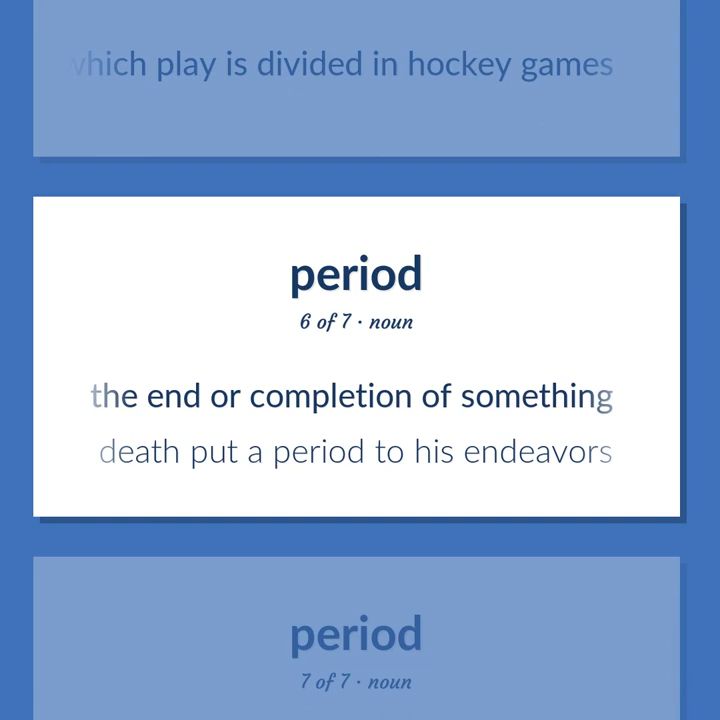 which play is divided in hockey games
period
6 of 7 · noun
the end or completion of something
death put a period to his endeavors
period
7 of 7 · noun